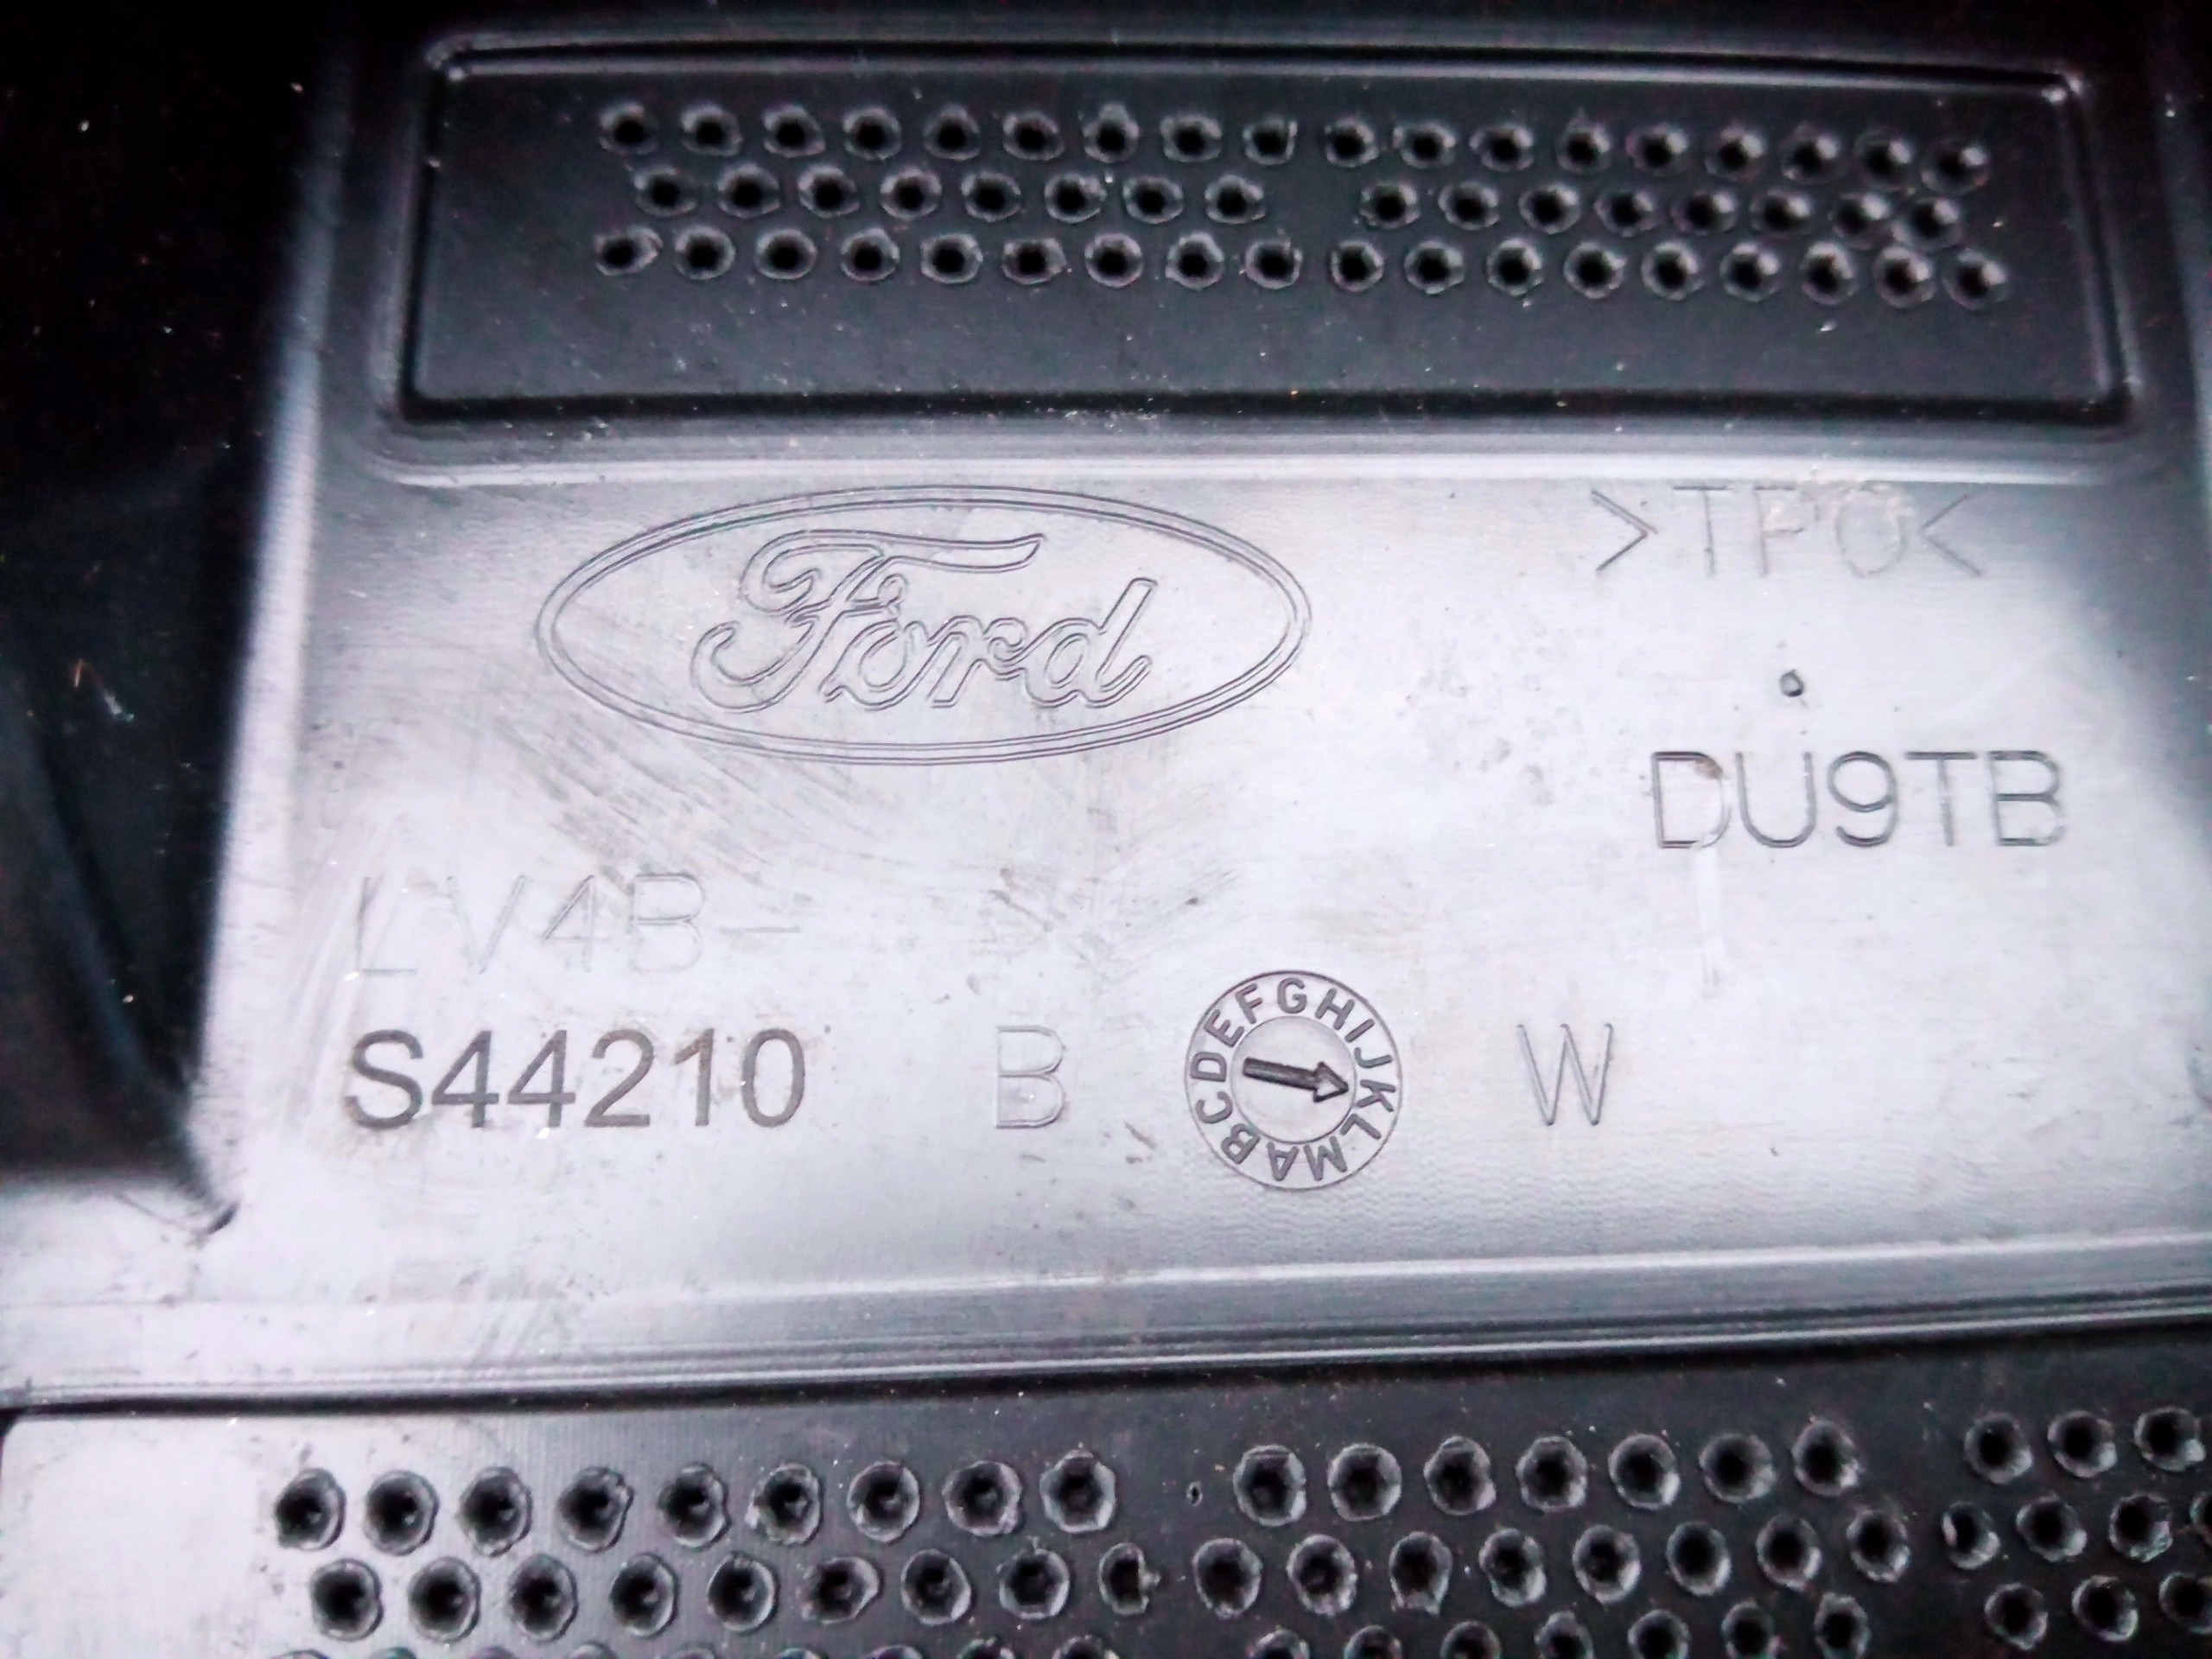 Ford
>TPO<
DU9TB
LV4B-
S44210 B ABCDEFGHIJKLM W